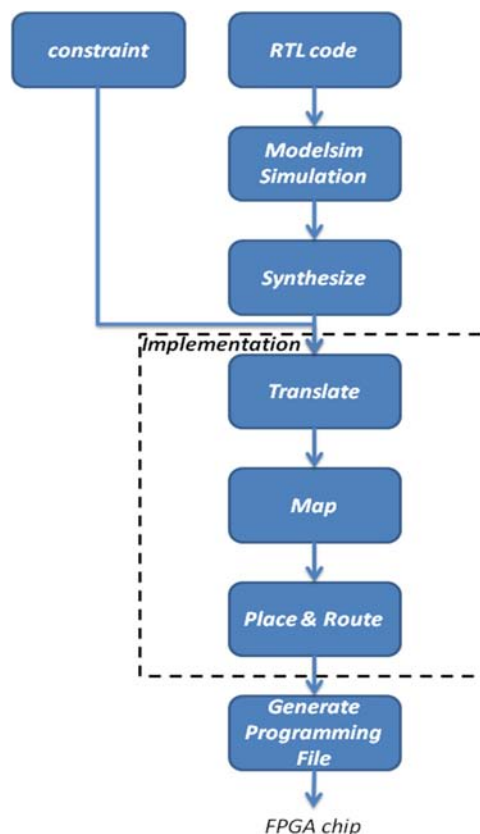 constraint
RTL code
Modelsim
Simulation
Synthesize
Implementation
Translate
Map
Place & Route
Generate
Programming
File
FPGA chip